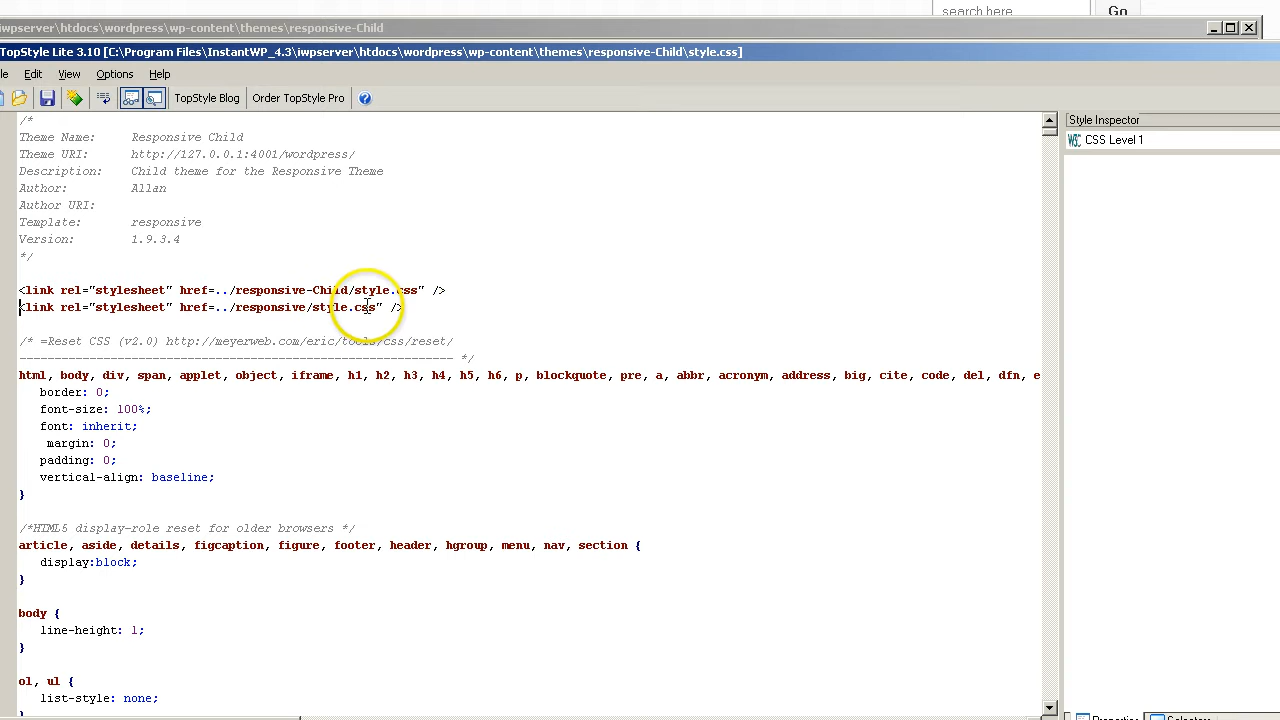 search here
Go
iwpserver\htdocs\wordpress\wp-content\themes\responsive-Child
TopStyle Lite 3.10 [C:\Program Files\InstantWP_4.3\iwpserver\htdocs\wordpress\wp-content\themes\responsive-Child\style.css]
le Edit View Options Help
TopStyle Blog Order TopStyle Pro
/*
Theme Name: Responsive Child
Theme URI: http://127.0.0.1:4001/wordpress/
Description: Child theme for the Responsive Theme
Author: Allan
Author URI:
Template: responsive
Version: 1.9.3.4
*/
<link rel="stylesheet" href=../responsive-Child/style.css" />
<link rel="stylesheet" href=../responsive/style.css" />
/* =Reset CSS (v2.0) http://meyerweb.com/eric/tools/css/reset/
-------------------------------------------------------------- */
html, body, div, span, applet, object, iframe, h1, h2, h3, h4, h5, h6, p, blockquote, pre, a, abbr, acronym, address, big, cite, code, del, dfn, e
border: 0;
font-size: 100%;
font: inherit;
margin: 0;
padding: 0;
vertical-align: baseline;
}
/*HTML5 display-role reset for older browsers */
article, aside, details, figcaption, figure, footer, header, hgroup, menu, nav, section {
display:block;
}
body {
line-height: 1;
}
ol, ul {
list-style: none;
Style Inspector
W3C CSS Level 1
Properties Selectors